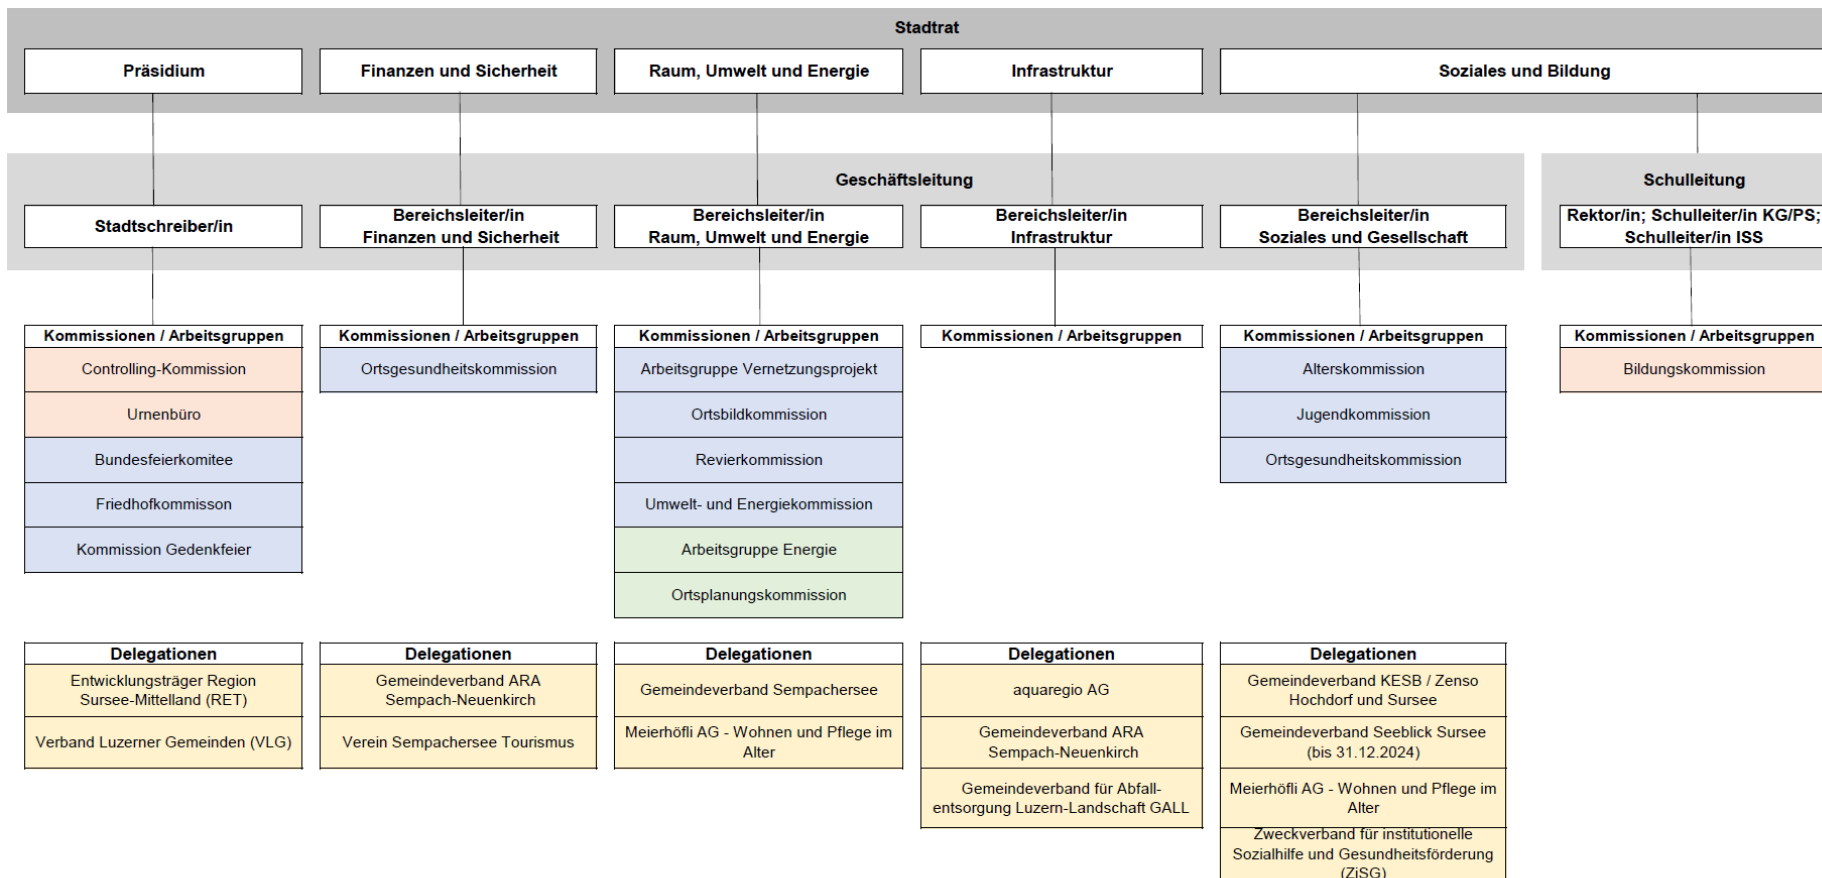 Stadtrat
Präsidium
Finanzen und Sicherheit
Raum, Umwelt und Energie
Infrastruktur
Soziales und Bildung
Geschäftsleitung
Schulleitung
Stadtschreiber/in
Bereichsleiter/in
Finanzen und Sicherheit
Bereichsleiter/in
Raum, Umwelt und Energie
Bereichsleiter/in
Infrastruktur
Bereichsleiter/in
Soziales und Gesellschaft
Rektor/in; Schulleiter/in KG/PS;
Schulleiter/in ISS
Kommissionen / Arbeitsgruppen
Controlling-Kommission
Urnenbüro
Bundesfeierkomitee
Friedhofkommisson
Kommission Gedenkfeier
Kommissionen / Arbeitsgruppen
Ortsgesundheitskommission
Kommissionen / Arbeitsgruppen
Arbeitsgruppe Vernetzungsprojekt
Ortsbildkommission
Revierkommission
Umwelt- und Energiekommission
Arbeitsgruppe Energie
Ortsplanungskommission
Kommissionen / Arbeitsgruppen
Kommissionen / Arbeitsgruppen
Alterskommission
Jugendkommission
Ortsgesundheitskommission
Kommissionen / Arbeitsgruppen
Bildungskommission
Delegationen
Entwicklungsträger Region
Sursee-Mittelland (RET)
Verband Luzerner Gemeinden (VLG)
Delegationen
Gemeindeverband ARA
Sempach-Neuenkirch
Verein Sempachersee Tourismus
Delegationen
Gemeindeverband Sempachersee
Meierhöfli AG - Wohnen und Pflege im
Alter
Delegationen
aquaregio AG
Gemeindeverband ARA
Sempach-Neuenkirch
Gemeindeverband für Abfall-
entsorgung Luzern-Landschaft GALL
Delegationen
Gemeindeverband KESB / Zenso
Hochdorf und Sursee
Gemeindeverband Seeblick Sursee
(bis 31.12.2024)
Meierhöfli AG - Wohnen und Pflege im
Alter
Zweckverband für institutionelle
Sozialhilfe und Gesundheitsförderung
(ZiSG)